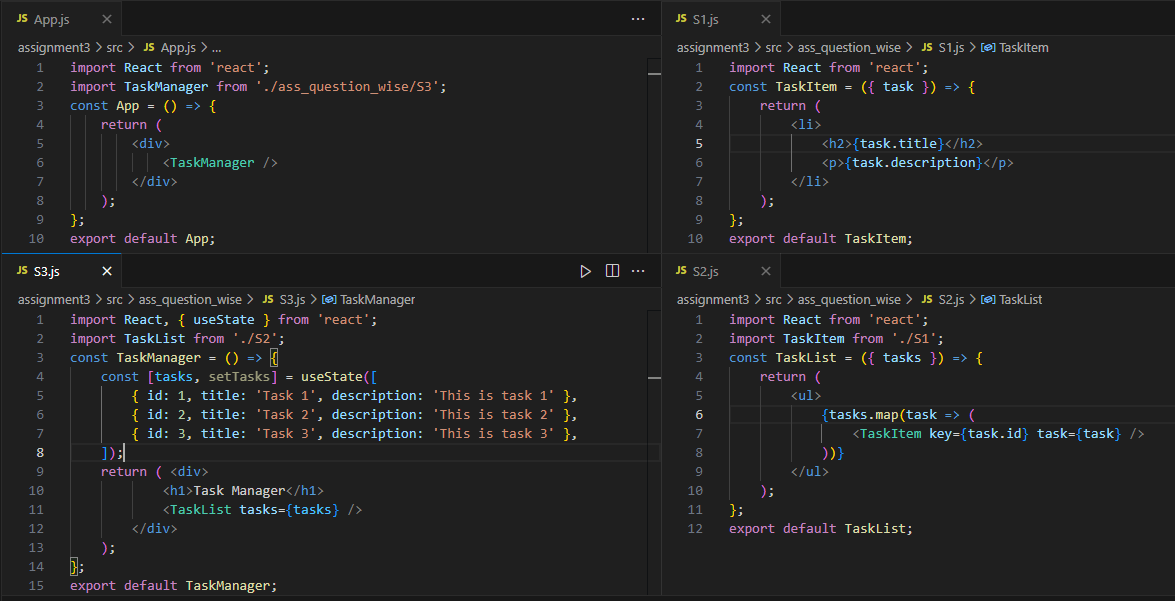 JS App.js × ···
assignment3 > src > JS App.js > ...
1 import React from 'react';
2 import TaskManager from './ass_question_wise/S3';
3 const App = () => {
4     return (
5         <div>
6             <TaskManager />
7         </div>
8     );
9 };
10 export default App;
JS S1.js ×
assignment3 > src > ass_question_wise > JS S1.js > TaskItem
1 import React from 'react';
2 const TaskItem = ({ task }) => {
3     return (
4         <li>
5             <h2>{task.title}</h2>
6             <p>{task.description}</p>
7         </li>
8     );
9 };
10 export default TaskItem;
JS S3.js × ···
assignment3 > src > ass_question_wise > JS S3.js > TaskManager
1 import React, { useState } from 'react';
2 import TaskList from './S2';
3 const TaskManager = () => {
4     const [tasks, setTasks] = useState([
5         { id: 1, title: 'Task 1', description: 'This is task 1' },
6         { id: 2, title: 'Task 2', description: 'This is task 2' },
7         { id: 3, title: 'Task 3', description: 'This is task 3' },
8     ]);
9     return ( <div>
10             <h1>Task Manager</h1>
11             <TaskList tasks={tasks} />
12         </div>
13     );
14 };
15 export default TaskManager;
JS S2.js ×
assignment3 > src > ass_question_wise > JS S2.js > TaskList
1 import React from 'react';
2 import TaskItem from './S1';
3 const TaskList = ({ tasks }) => {
4     return (
5         <ul>
6             {tasks.map(task => (
7                 <TaskItem key={task.id} task={task} />
8             ))}
9         </ul>
10     );
11 };
12 export default TaskList;